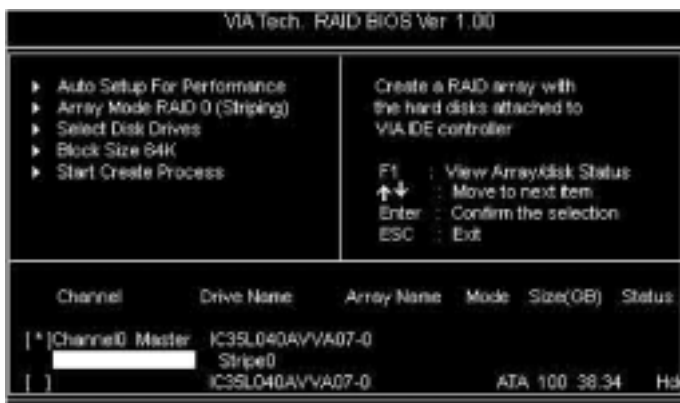 VIA Tech. RAID BIOS Ver 1.00
Auto Setup For Performance
Array Mode RAID 0 (Striping)
Select Disk Drives
Block Size 64K
Start Create Process
Create a RAID array with
the hard disks attached to
VIA IDE controller
F1 : View Array/disk Status
↑↓ : Move to next item
Enter : Confirm the selection
ESC : Exit
Channel Drive Name Array Name Mode Size(GB) Status
[*]Channel0 Master IC35L040AVVA07-0
Stripe0
[ ] IC35L040AVVA07-0 ATA 100 38.34 Hdd